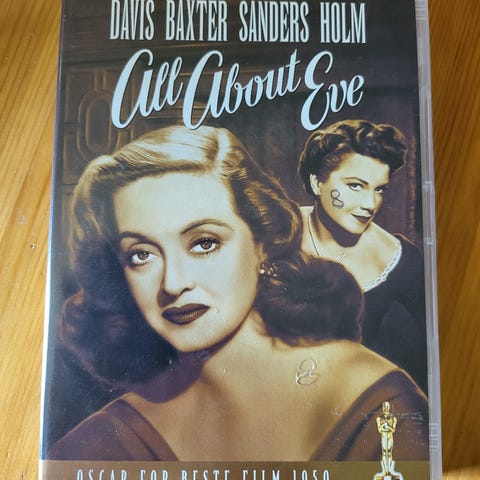 DAVIS BAXTER SANDERS HOLM
All About Eve
OSCAR FOR BESTE FILM 1950